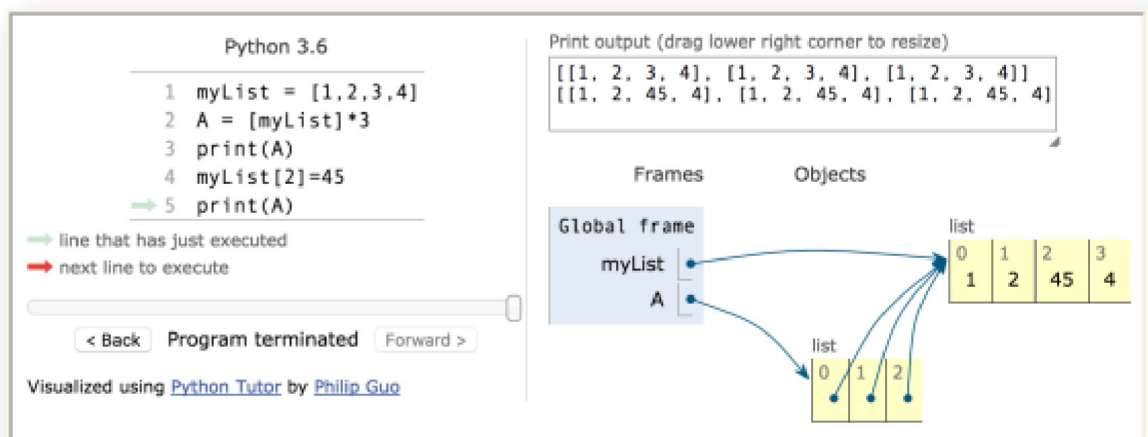 Python 3.6
1 myList = [1,2,3,4]
2 A = [myList]*3
3 print(A)
4 myList[2]=45
5 print(A)
line that has just executed
next line to execute
< Back Program terminated Forward >
Visualized using Python Tutor by Philip Guo
Print output (drag lower right corner to resize)
[[1, 2, 3, 4], [1, 2, 3, 4], [1, 2, 3, 4]]
[[1, 2, 45, 4], [1, 2, 45, 4], [1, 2, 45, 4]
Frames Objects
Global frame
myList
A
list
0 1 2 3
1 2 45 4
list
0 1 2